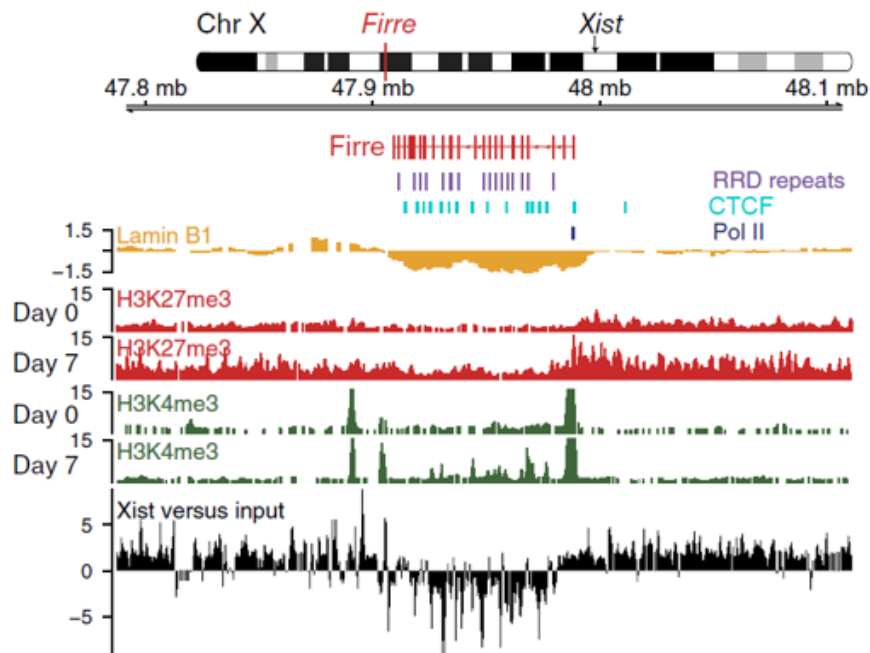 Chr X Firre Xist
47.8 mb 47.9 mb 48 mb 48.1 mb
Firre
RRD repeats
CTCF
Pol II
1.5 Lamin B1
−1.5
Day 0 15 H3K27me3
Day 7 15 H3K27me3
Day 0 15 H3K4me3
Day 7 15 H3K4me3
Xist versus input
5
0
−5